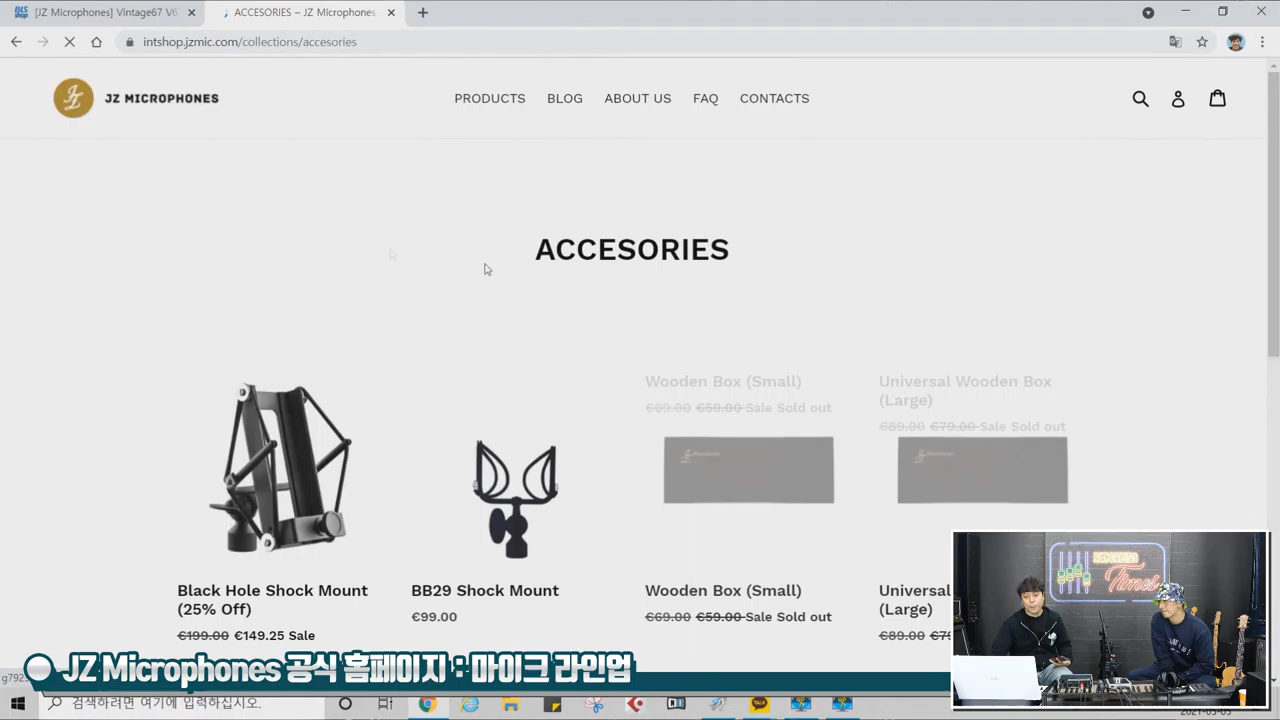 [JZ Microphones] Vintage67 V6
ACCESORIES – JZ Microphones
intshop.jzmic.com/collections/accesories
JZ MICROPHONES
PRODUCTS BLOG ABOUT US FAQ CONTACTS
ACCESORIES
Wooden Box (Small)
€69.00 €59.00 Sale Sold out
Universal Wooden Box
(Large)
€89.00 €79.00 Sale Sold out
Black Hole Shock Mount
(25% Off)
€199.00 €149.25 Sale
BB29 Shock Mount
€99.00
Wooden Box (Small)
€69.00 €59.00 Sale Sold out
Universal
(Large)
€89.00
Times
JZ Microphones 공식 홈페이지 : 마이크 라인업
검색하려면 여기에 입력하십시오.
TALK